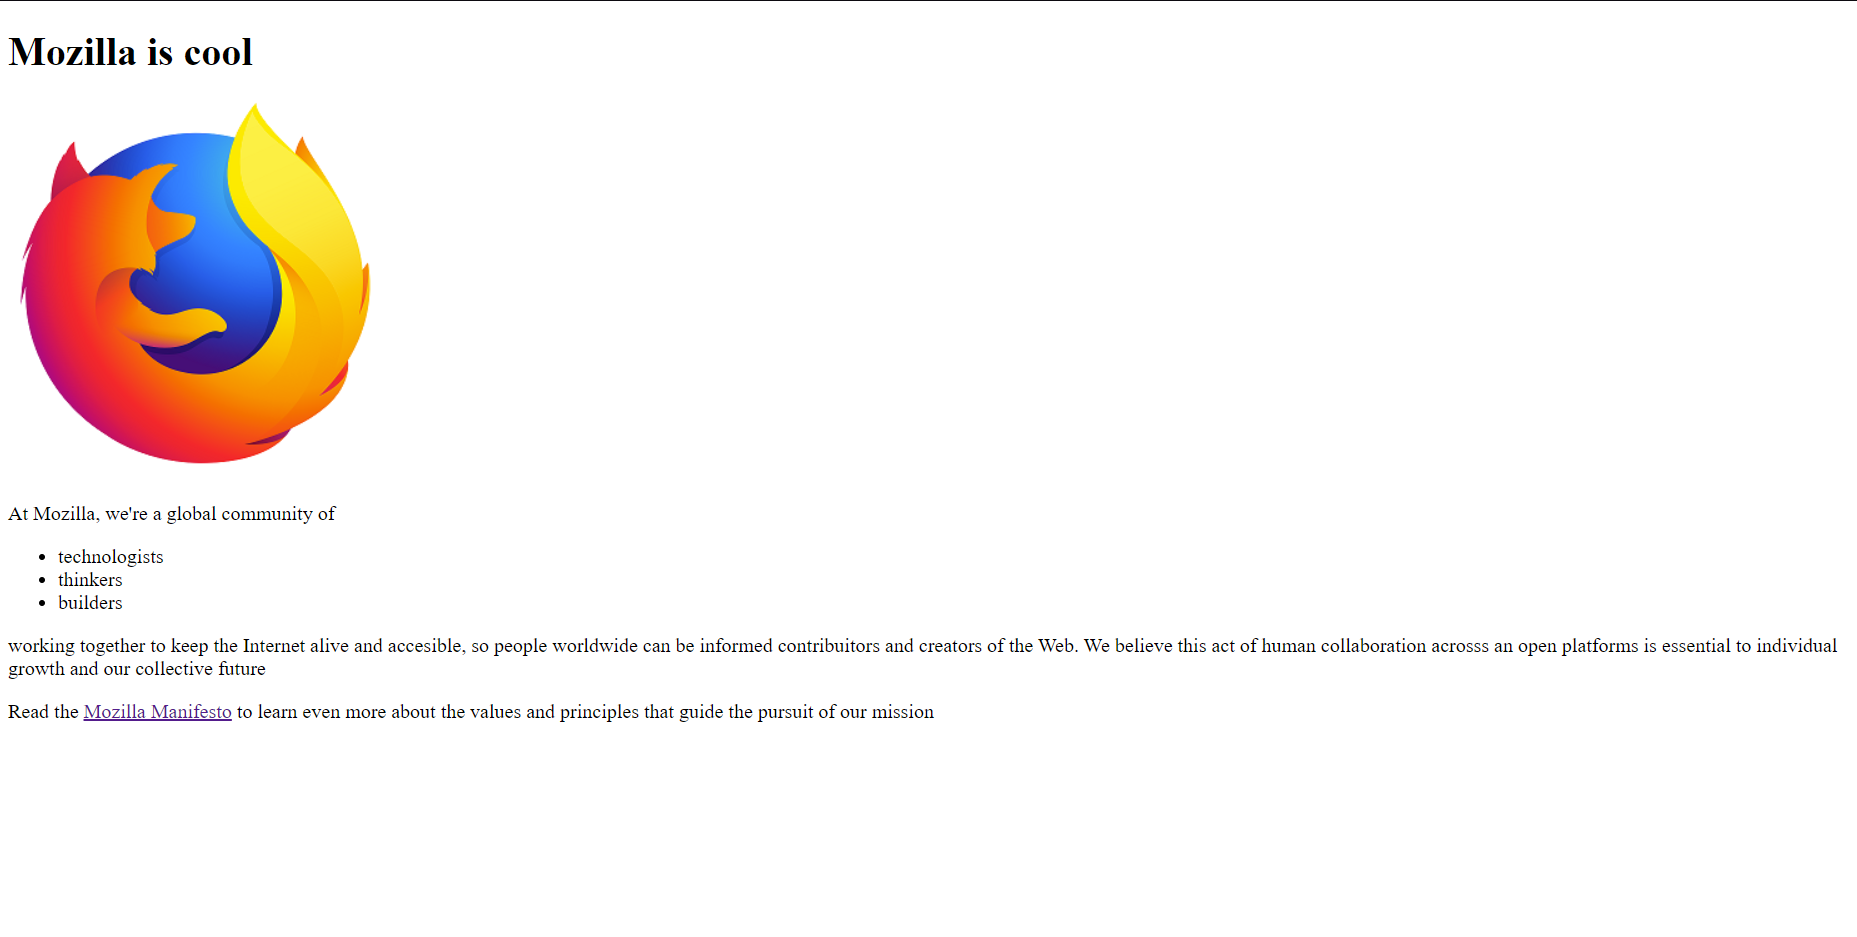 Mozilla is cool
At Mozilla, we're a global community of
• technologists
• thinkers
• builders
working together to keep the Internet alive and accesible, so people worldwide can be informed contribuitors and creators of the Web. We believe this act of human collaboration acrosss an open platforms is essential to individual
growth and our collective future
Read the Mozilla Manifesto to learn even more about the values and principles that guide the pursuit of our mission